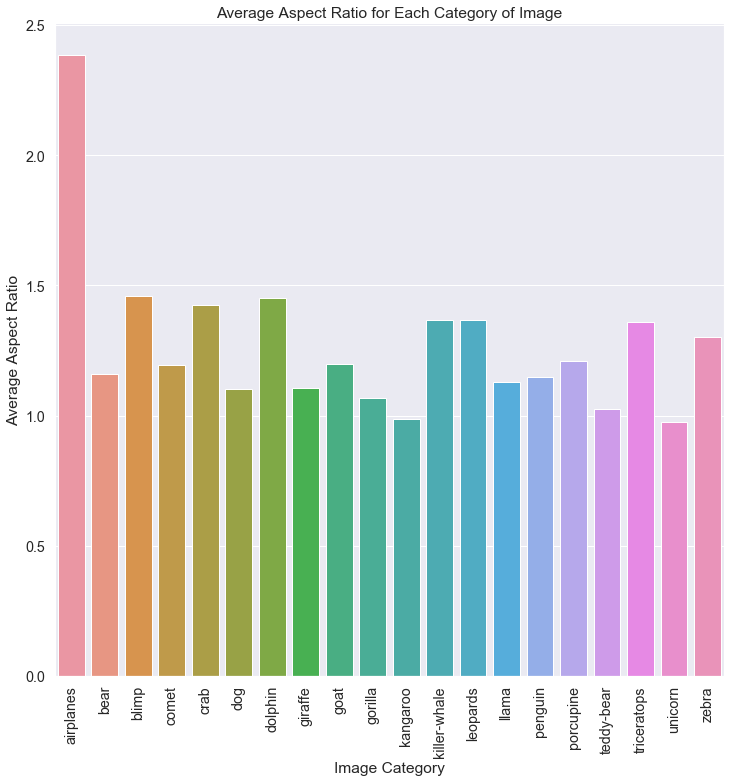 Average Aspect Ratio for Each Category of Image
Average Aspect Ratio
2.5
2.0
1.5
1.0
0.5
0.0
airplanes
bear
blimp
comet
crab
dog
dolphin
giraffe
goat
gorilla
kangaroo
killer-whale
leopards
llama
penguin
porcupine
teddy-bear
triceratops
unicorn
zebra
Image Category